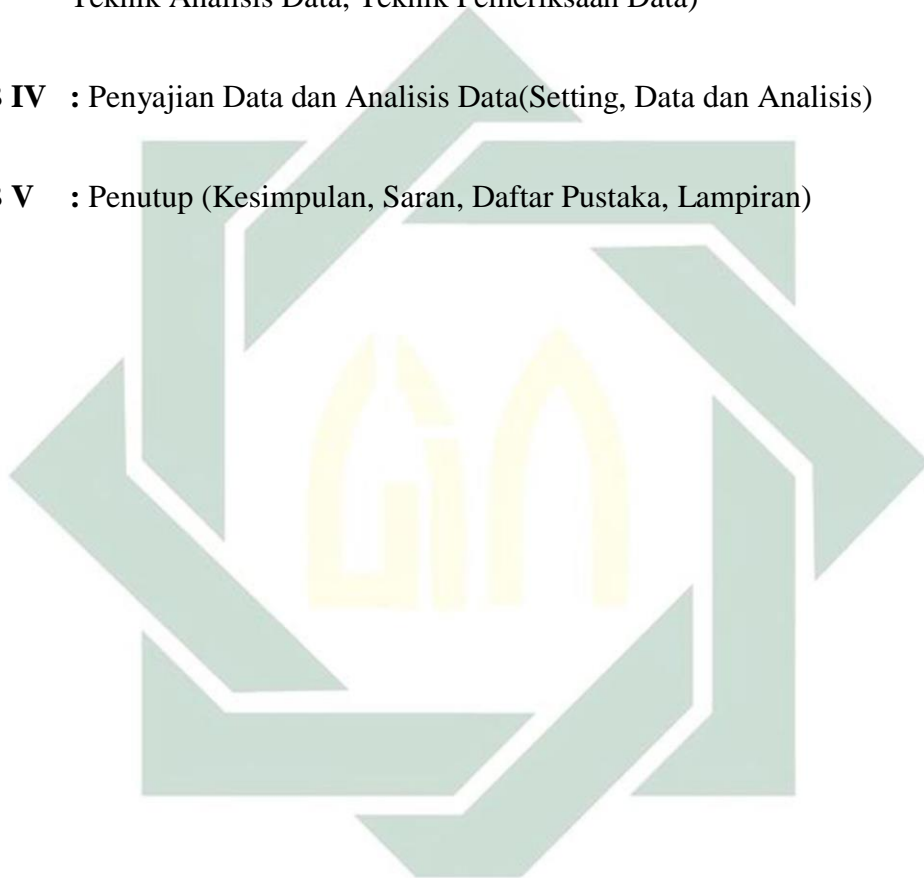 Teknik Analisis Data, Teknik Pemeriksaan Data)
IV : Penyajian Data dan Analisis Data(Setting, Data dan Analisis)
V : Penutup (Kesimpulan, Saran, Daftar Pustaka, Lampiran)